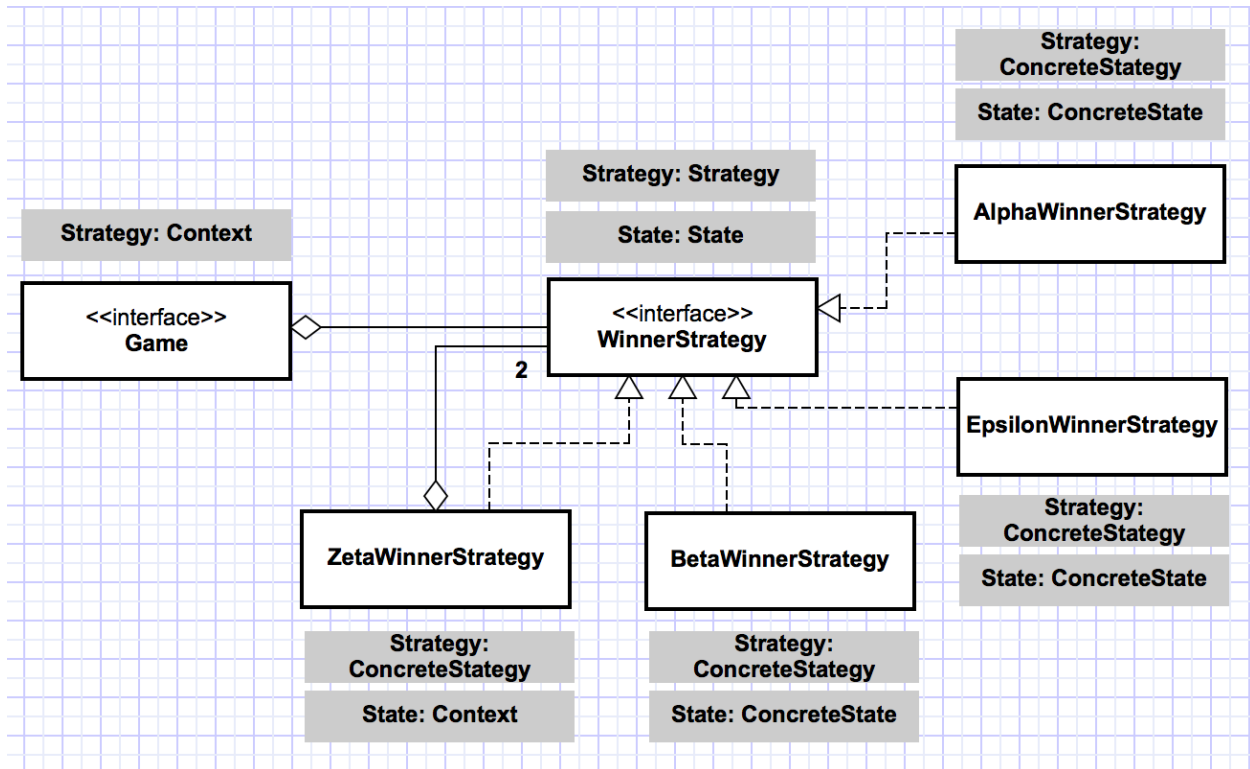 Strategy:
ConcreteStategy
State: ConcreteState
AlphaWinnerStrategy
Strategy: Strategy
State: State
<<interface>>
WinnerStrategy
Strategy: Context
<<interface>>
Game
2
EpsilonWinnerStrategy
Strategy:
ConcreteStategy
State: ConcreteState
ZetaWinnerStrategy
Strategy:
ConcreteStategy
State: Context
BetaWinnerStrategy
Strategy:
ConcreteStategy
State: ConcreteState